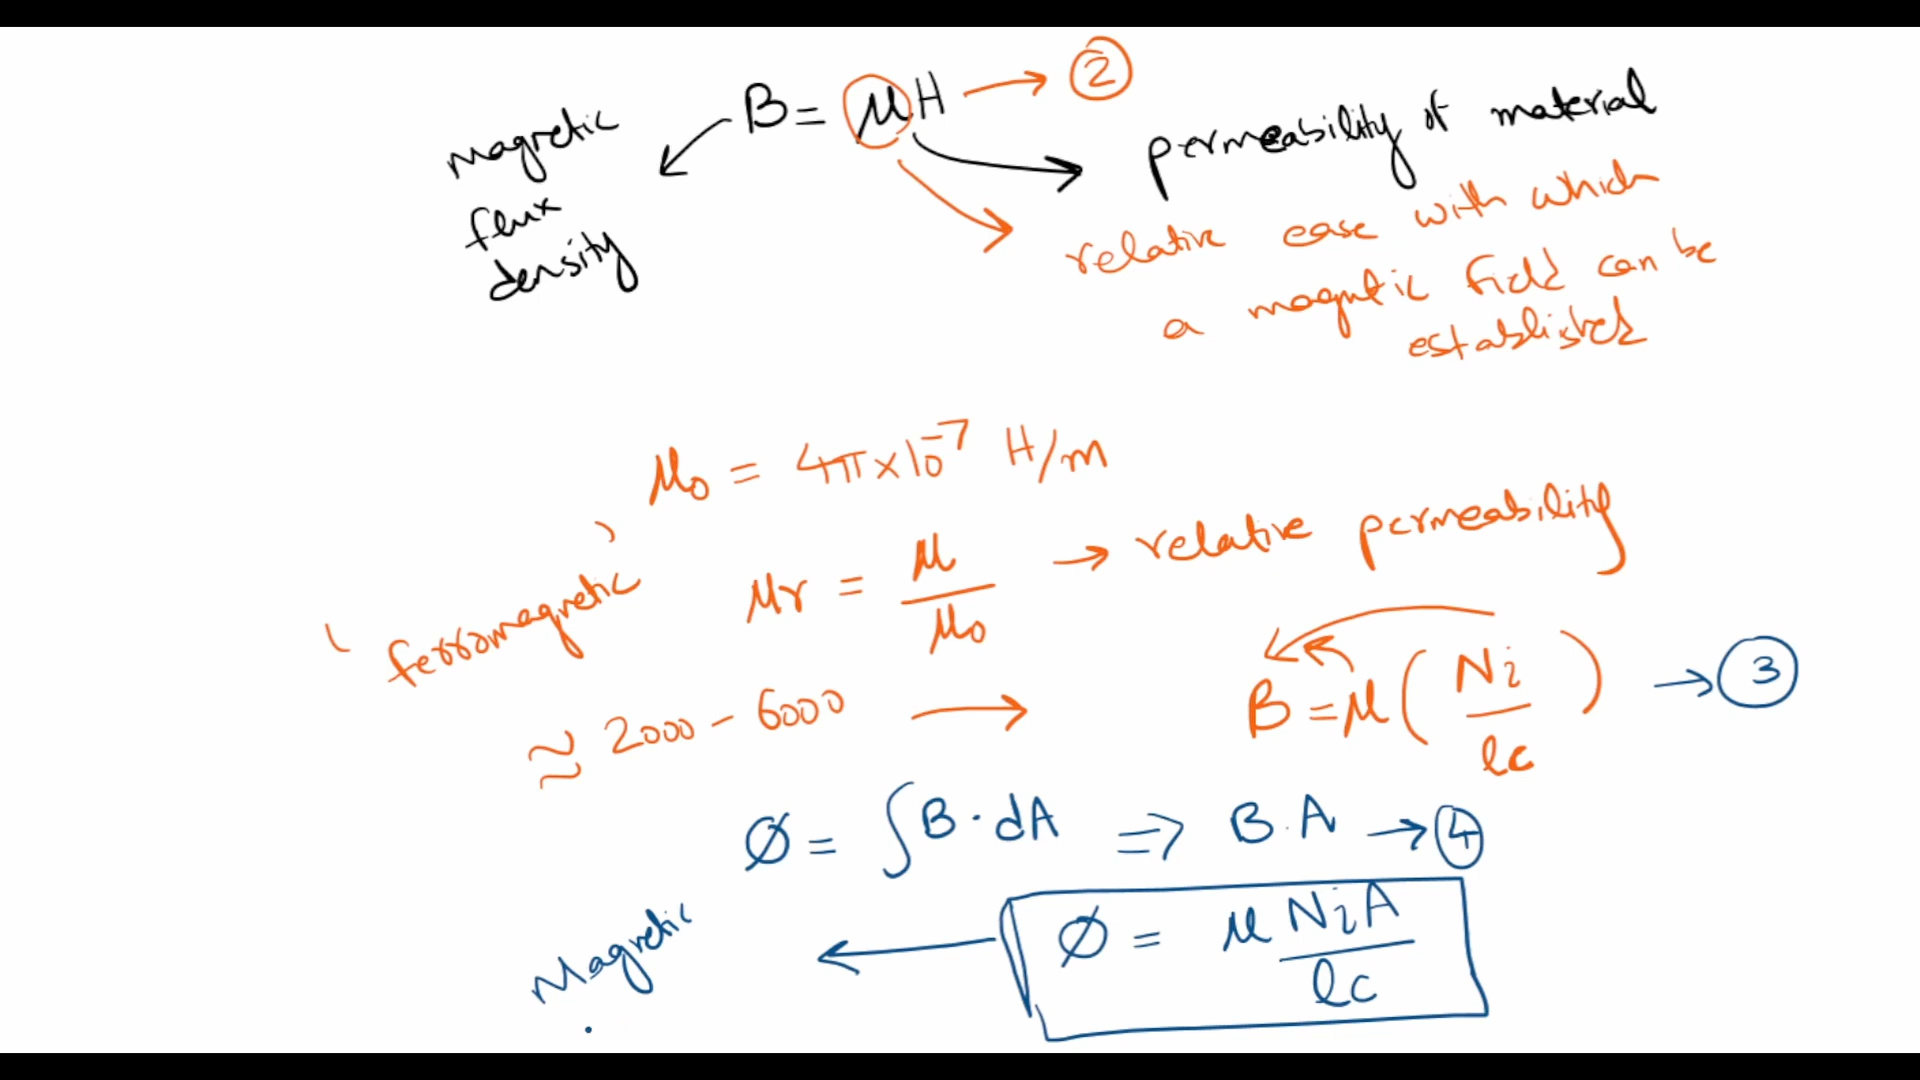 B = μH → ②
magnetic
flux
density
permeability of material
relative ease with which
a magnetic field can be
established
μ₀ = 4π×10⁻⁷ H/m
μr = μ/μ₀ → relative permeability
(ferromagnetic)
≈ 2000 - 6000 →
B = μ(Ni/lc) → ③
Ø = ∫B·dA => B.A → ④
Ø = μNiA/lc
Magnetic